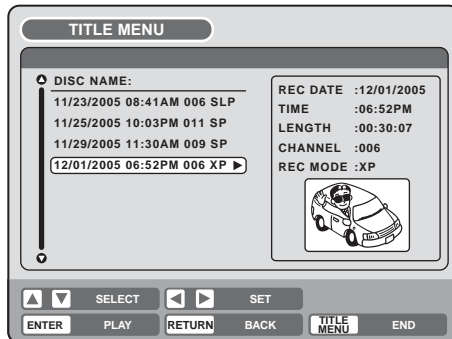 TITLE MENU
DISC NAME:
11/23/2005 08:41AM 006 SLP
11/25/2005 10:03PM 011 SP
11/29/2005 11:30AM 009 SP
12/01/2005 06:52PM 006 XP
REC DATE :12/01/2005
TIME :06:52PM
LENGTH :00:30:07
CHANNEL :006
REC MODE :XP
SELECT SET
ENTER PLAY RETURN BACK TITLE MENU END